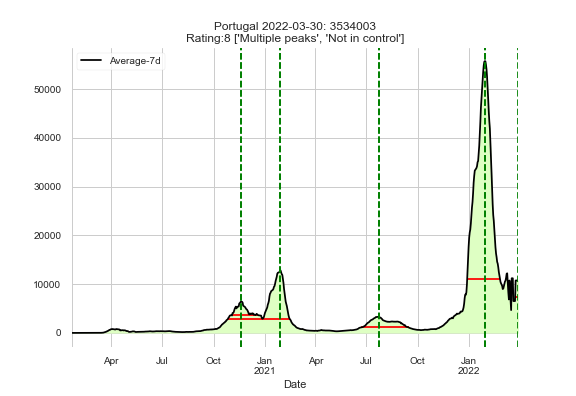 Portugal 2022-03-30: 3534003
Rating:8 ['Multiple peaks', 'Not in control']
Average-7d
50000
40000
30000
20000
10000
0
Apr Jul Oct Jan Apr Jul Oct Jan
2021 2022
Date